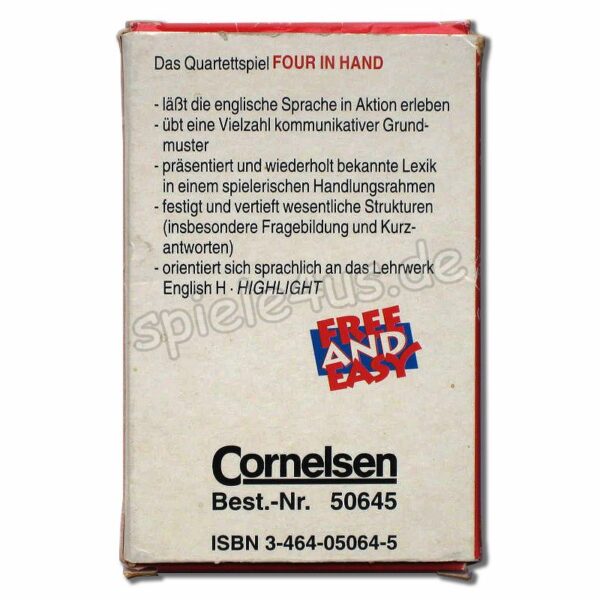 Das Quartettspiel FOUR IN HAND
- läßt die englische Sprache in Aktion erleben
- übt eine Vielzahl kommunikativer Grund-
muster
- präsentiert und wiederholt bekannte Lexik
in einem spielerischen Handlungsrahmen
- festigt und vertieft wesentliche Strukturen
(insbesondere Fragebildung und Kurz-
antworten)
- orientiert sich sprachlich an das Lehrwerk
English H · HIGHLIGHT
spiele4us.de
FREE
AND
EASY
Cornelsen
Best.-Nr. 50645
ISBN 3-464-05064-5